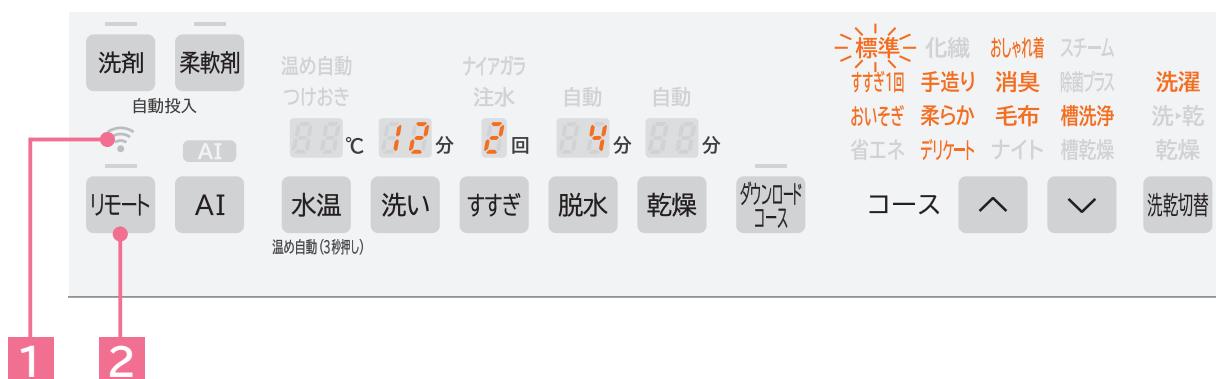 洗剤 柔軟剤
自動投入
温め自動
つけおき
ナイアガラ
注水
自動
自動
AI
88℃ 12分 2回 84分 88分
標準 化繊 おしゃれ着 スチーム
すすぎ1回 手造り 消臭 除菌プラス 洗濯
おいそぎ 柔らか 毛布 槽洗浄 洗▸乾
省エネ デリケート ナイト 槽乾燥 乾燥
リモート AI 水温 洗い すすぎ 脱水 乾燥 ダウンロード
コース
コース 洗乾切替
温め自動(3秒押し)
1 2